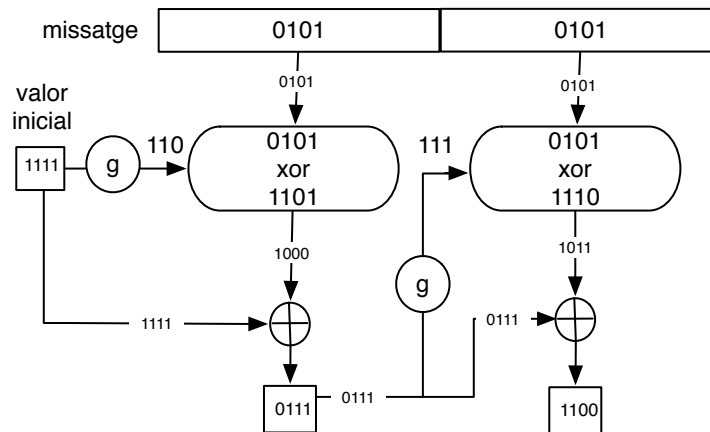 missatge 0101 0101
0101 0101
valor
inicial
1111 g 110 0101 111 0101
xor xor
1101 1110
1000 1011
g
1111 0111
0111 0111 1100